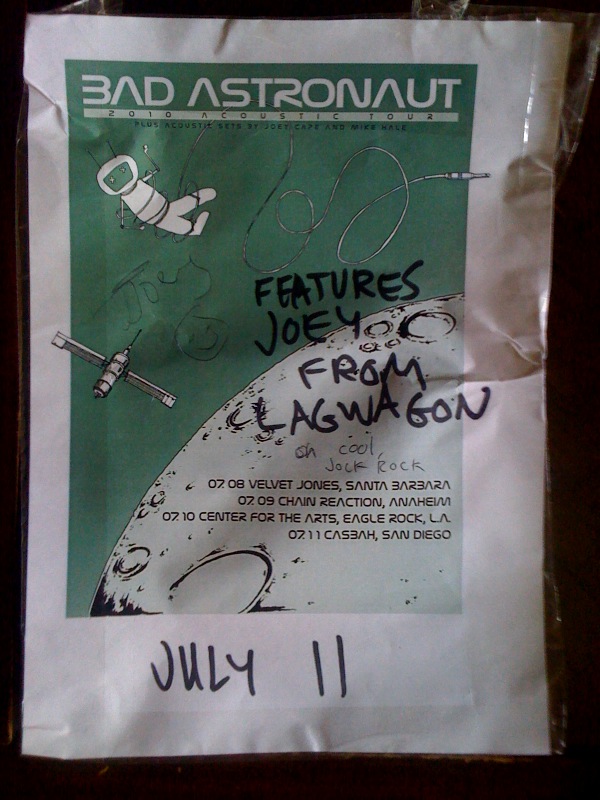 BAD ASTRONAUT
2010 ACOUSTIC TOUR
PLUS ACOUSTIC SETS BY JOEY CAPE AND MIKE HALE
Joey
FEATURES
JOEY
FROM
LAGWAGON
oh cool,
Jock Rock
07.08 VELVET JONES, SANTA BARBARA
07.09 CHAIN REACTION, ANAHEIM
07.10 CENTER FOR THE ARTS, EAGLE ROCK, L.A.
07.11 CASBAH, SAN DIEGO
JULY 11